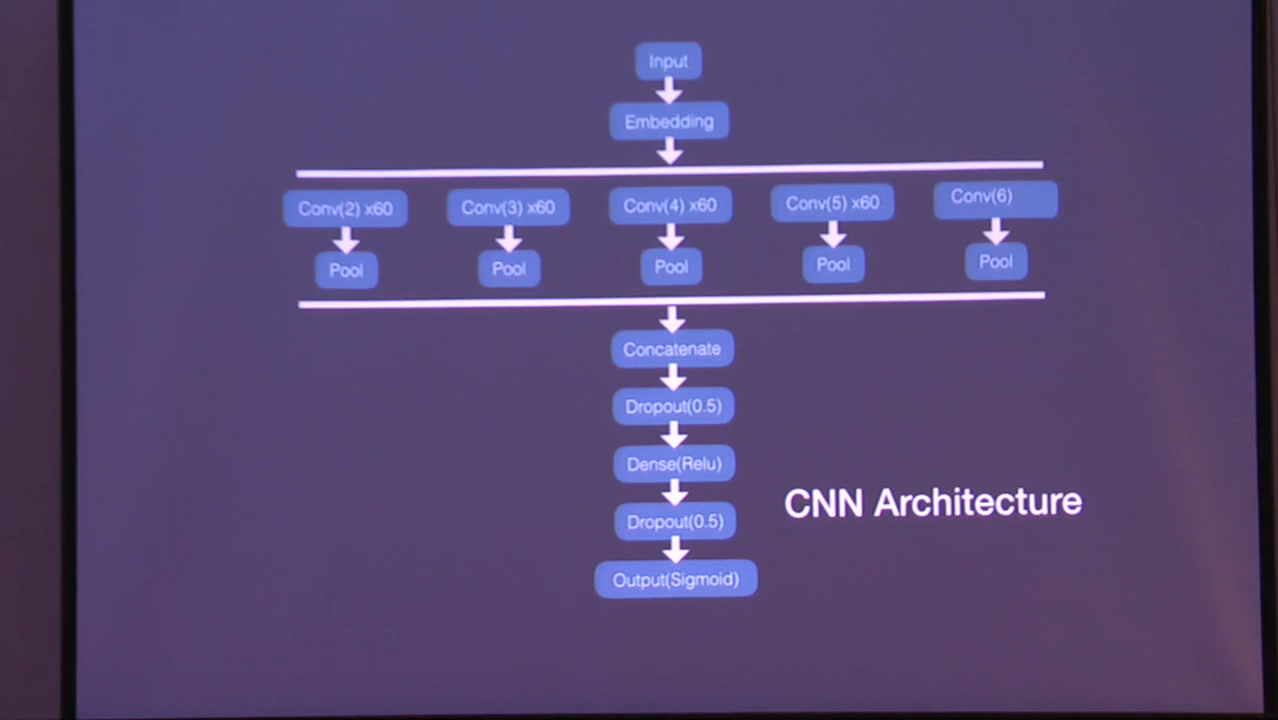 Input
Embedding
Conv(2) x60
Conv(3) x60
Conv(4) x60
Conv(5) x60
Conv(6)
Pool
Pool
Pool
Pool
Pool
Concatenate
Dropout(0.5)
Dense(Relu)
Dropout(0.5)
Output(Sigmoid)
CNN Architecture